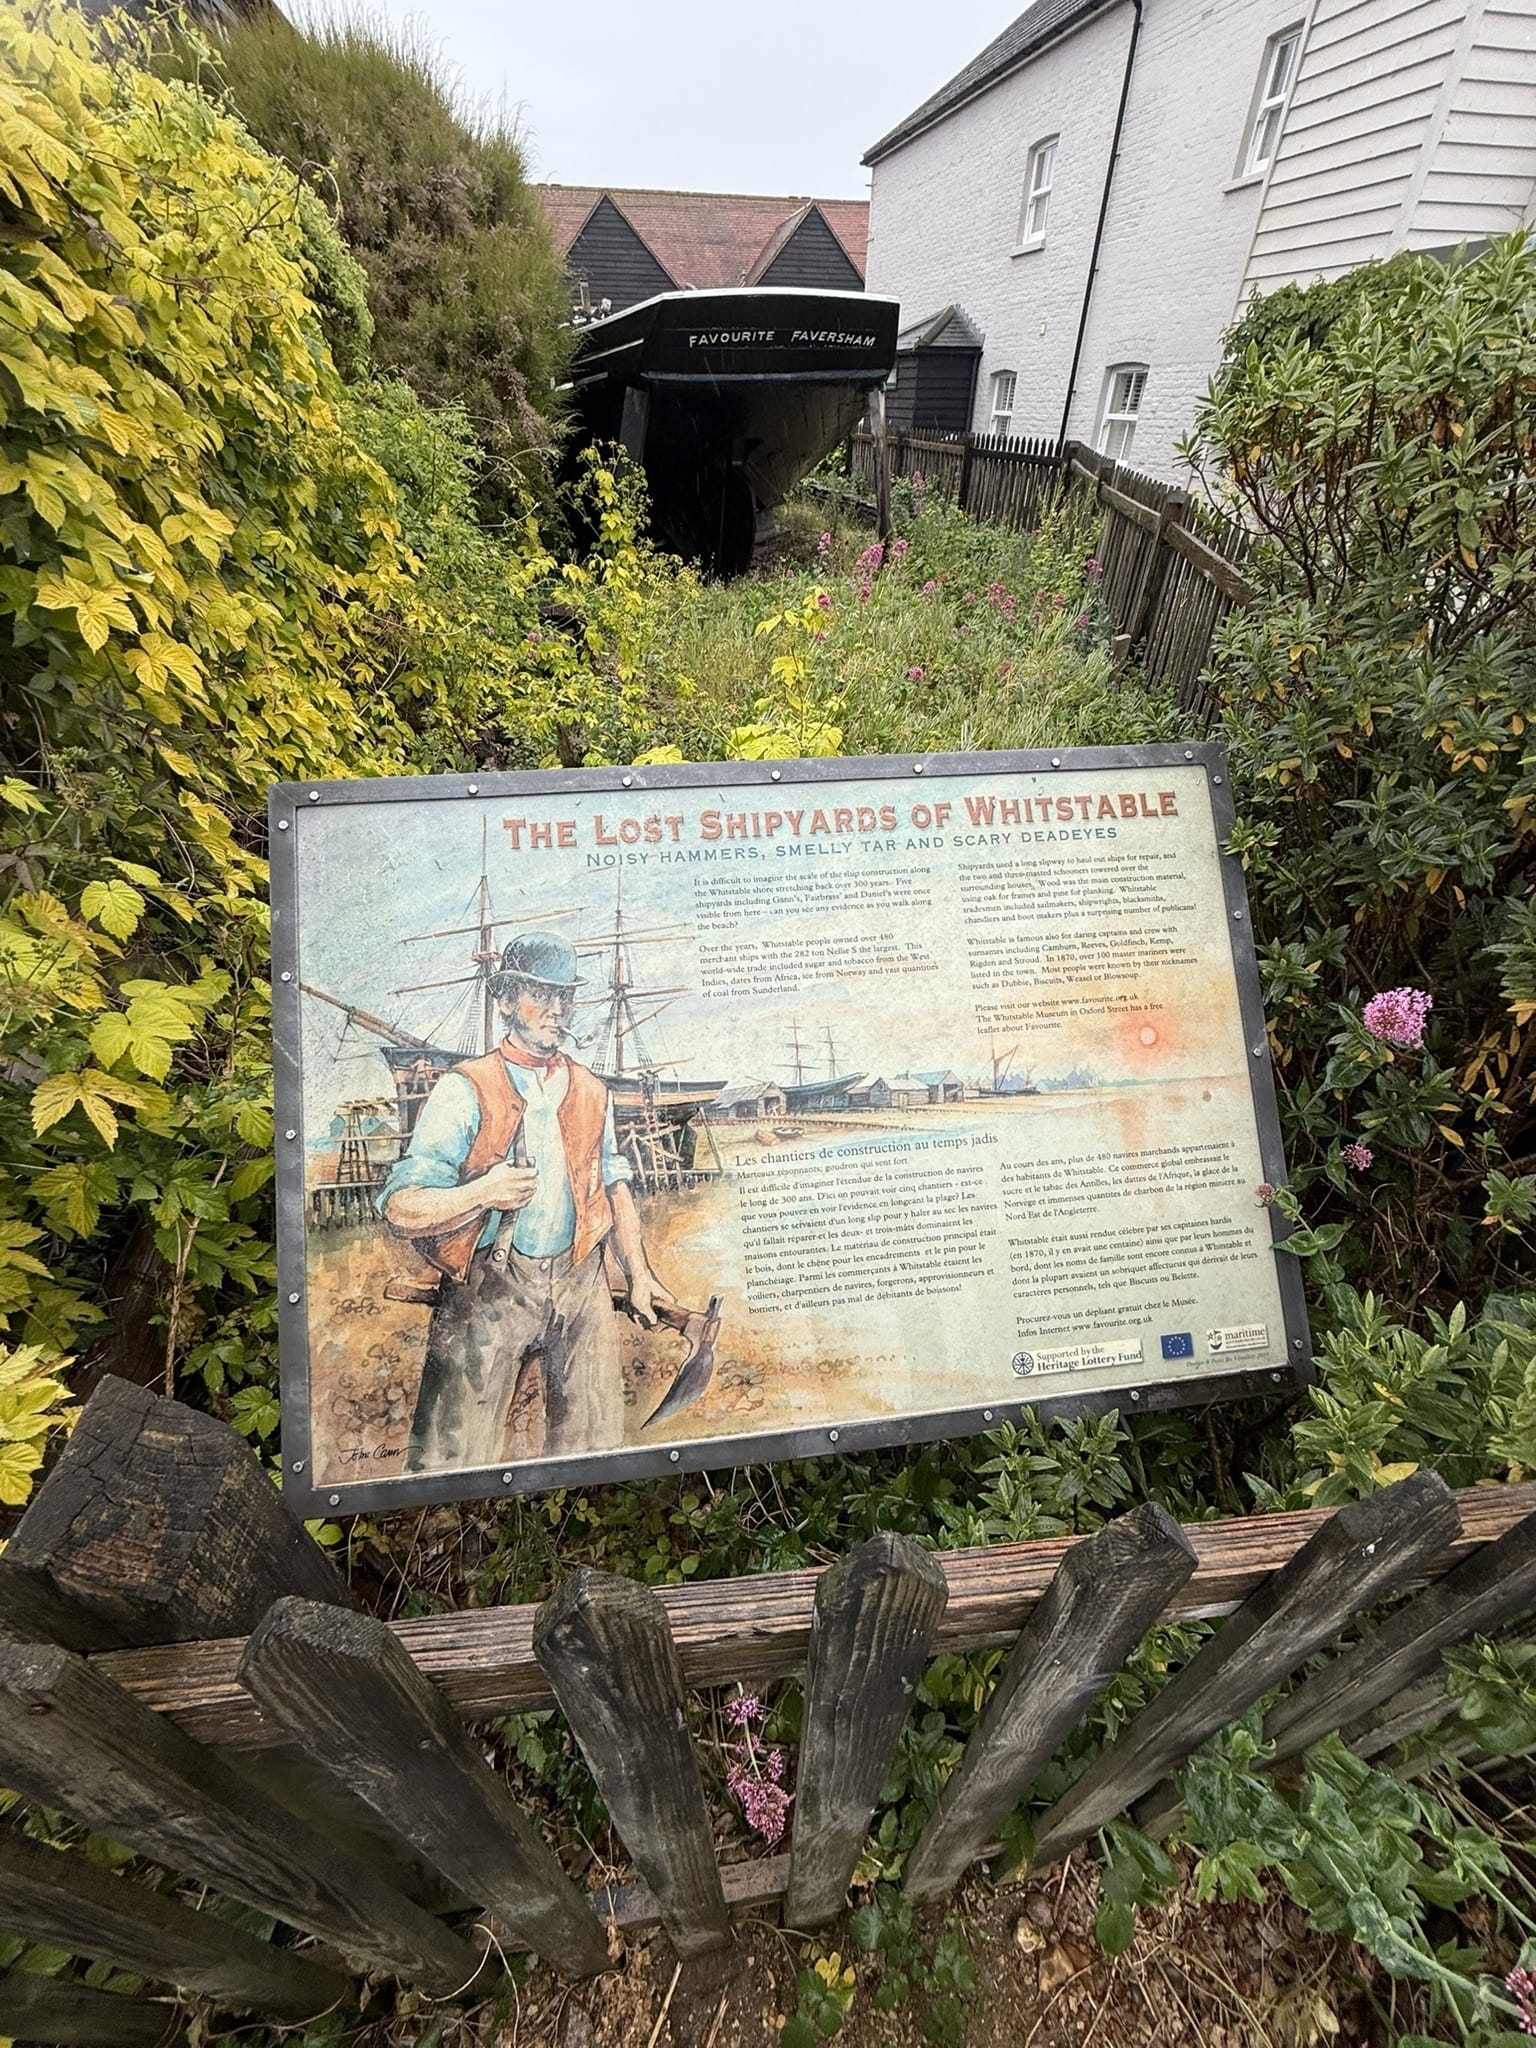 FAVOURITE FAVERSHAM
THE LOST SHIPYARDS OF WHITSTABLE
NOISY HAMMERS, SMELLY TAR AND SCARY DEADEYES
It is difficult to imagine the scale of the ship construction along
the Whitstable shore stretching back over 300 years. Five
shipyards including Gann's, Fairbrass' and Daniel's were once
visible from here - can you see any evidence as you walk along
the beach?
Over the years, Whitstable people owned over 480
merchant ships with the 282 ton Nellie S the largest. This
world-wide trade included sugar and tobacco from the West
Indies, dates from Africa, ice from Norway and vast quantities
of coal from Sunderland.
Shipyards used a long slipway to haul out ships for repair, and
the two and three-masted schooners towered over the
surrounding houses. Wood was the main construction material,
using oak for frames and pine for planking. Whitstable
tradesmen included sailmakers, shipwrights, blacksmiths,
chandlers and boot makers plus a surprising number of publicans!
Whitstable is famous also for daring captains and crew with
surnames including Camburn, Reeves, Goldfinch, Kemp,
Rigden and Stroud. In 1870, over 100 master mariners were
listed in the town. Most people were known by their nicknames
such as Dubbie, Biscuits, Weasel or Blowsoup.
Please visit our website www.favourite.org.uk
The Whitstable Museum in Oxford Street has a free
leaflet about Favourite.
Les chantiers de construction au temps jadis
Marteaux résonnants; goudron qui sent fort
Il est difficile d'imaginer l'étendue de la construction de navires
le long de 300 ans. D'ici on pouvait voir cinq chantiers - est-ce
que vous pouvez en voir l'évidence en longeant la plage? Les
chantiers se servaient d'un long slip pour y haler au sec les navires
qu'il fallait réparer et les deux- et trois-mâts dominaient les
maisons entourantes. Le matériau de construction principal était
le bois, dont le chêne pour les encadrements et le pin pour le
planchéiage. Parmi les commerçants à Whitstable étaient les
voiliers, charpentiers de navires, forgerons, approvisionneurs et
bottiers, et d'ailleurs pas mal de débitants de boissons!
Au cours des ans, plus de 480 navires marchands appartenaient à
des habitants de Whitstable. Ce commerce global embrassait le
sucre et le tabac des Antilles, les dattes de l'Afrique, la glace de la
Norvège et immenses quantités de charbon de la région minière au
Nord Est de l'Angleterre.
Whitstable était aussi rendue célèbre par ses capitaines hardis
(en 1870, il y en avait une centaine) ainsi que par leurs hommes du
bord, dont les noms de famille sont encore connus à Whitstable et
dont la plupart avaient un sobriquet affectueux qui dérivait de leurs
caractères personnels, tels que Biscuits ou Belette.
Procurez-vous un dépliant gratuit chez le Musée.
Infos Internet www.favourite.org.uk
Supported by the
Heritage Lottery Fund
maritime